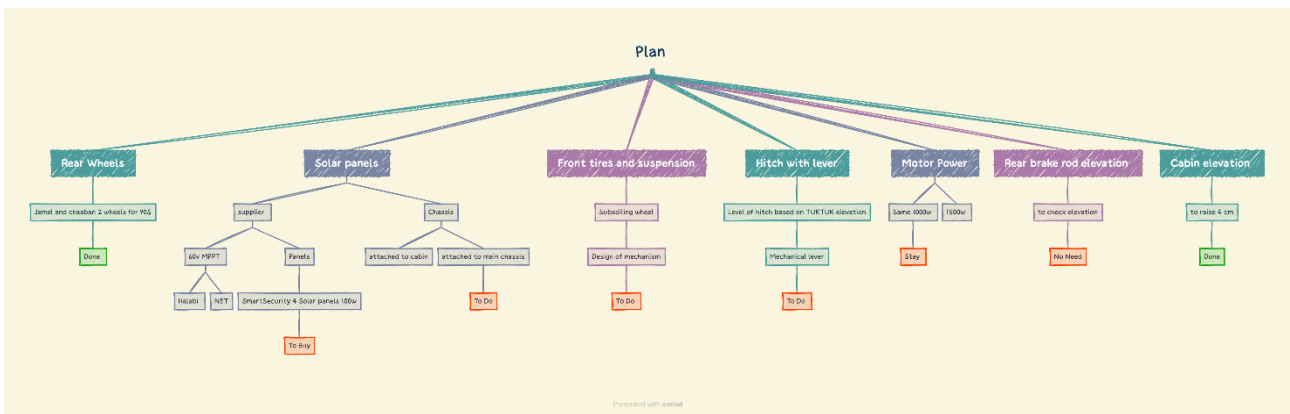 Plan
Rear Wheels
Solar panels
Front tires and suspension
Hitch with lever
Motor Power
Rear brake rod elevation
Cabin elevation
Jamal and chaaban 2 wheels for 90$
supplier
Chassis
Subsoiling wheel
Level of hitch based on TUKTUK elevation
Same 1000w
1500w
to check elevation
to raise 4 cm
Done
60v MPPT
Panels
attached to cabin
attached to main chassis
Design of mechanism
Mechanical lever
Stay
No Need
Done
Halabi
NET
SmartSecurity 4 Solar panels 100w
To Do
To Do
To Do
To Buy
Presented with xmind